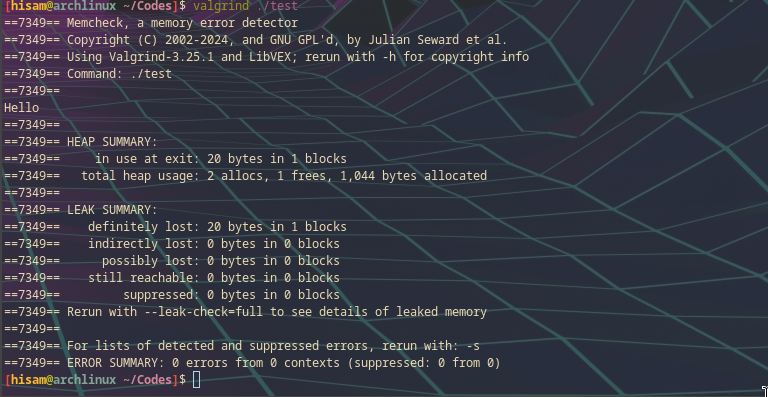 [hisam@archlinux ~/Codes]$ valgrind ./test
==7349== Memcheck, a memory error detector
==7349== Copyright (C) 2002-2024, and GNU GPL'd, by Julian Seward et al.
==7349== Using Valgrind-3.25.1 and LibVEX; rerun with -h for copyright info
==7349== Command: ./test
==7349==
Hello
==7349==
==7349== HEAP SUMMARY:
==7349==     in use at exit: 20 bytes in 1 blocks
==7349==   total heap usage: 2 allocs, 1 frees, 1,044 bytes allocated
==7349==
==7349== LEAK SUMMARY:
==7349==    definitely lost: 20 bytes in 1 blocks
==7349==    indirectly lost: 0 bytes in 0 blocks
==7349==      possibly lost: 0 bytes in 0 blocks
==7349==    still reachable: 0 bytes in 0 blocks
==7349==         suppressed: 0 bytes in 0 blocks
==7349== Rerun with --leak-check=full to see details of leaked memory
==7349==
==7349== For lists of detected and suppressed errors, rerun with: -s
==7349== ERROR SUMMARY: 0 errors from 0 contexts (suppressed: 0 from 0)
[hisam@archlinux ~/Codes]$